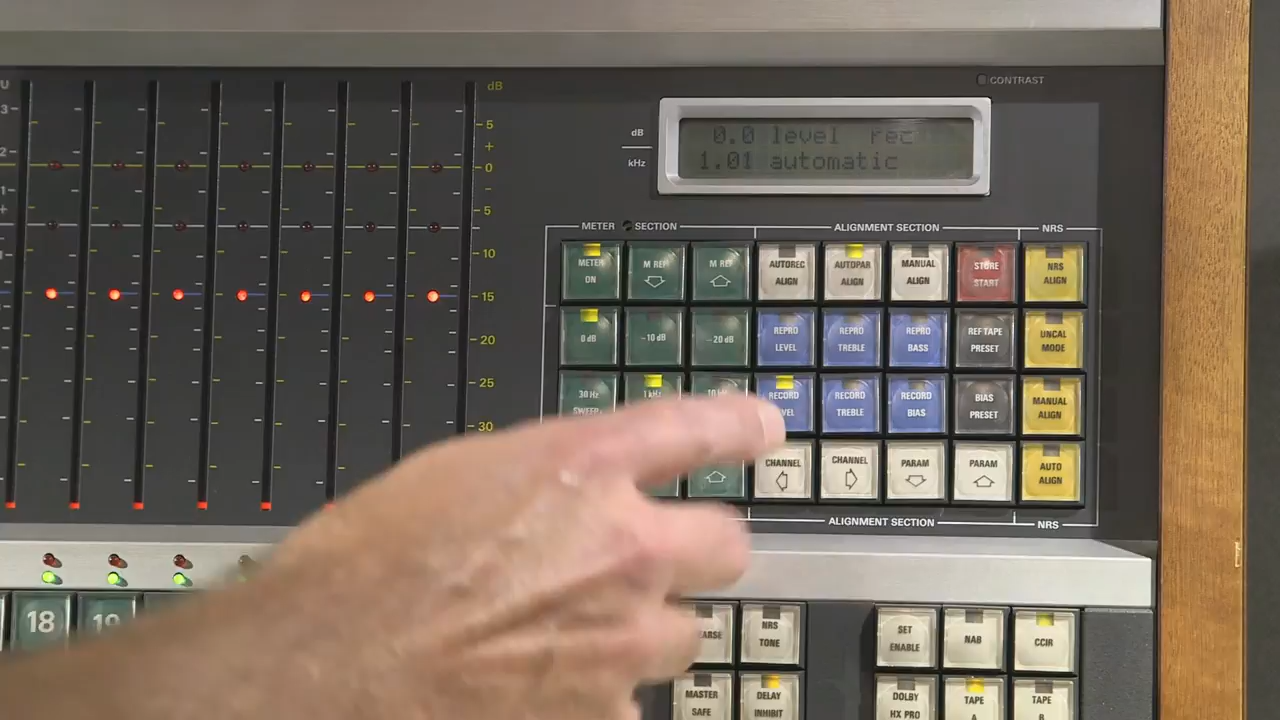 dB
CONTRAST
5
+
0
5
10
15
20
25
30
3
2
1
+
dB
kHz
0.0 level rec
1.01 automatic
METER SECTION
ALIGNMENT SECTION
NRS
METER ON
M REF
M REF
AUTOREC ALIGN
AUTOPAR ALIGN
MANUAL ALIGN
STORE START
NRS ALIGN
0 dB
-10 dB
-20 dB
REPRO LEVEL
REPRO TREBLE
REPRO BASS
REF TAPE PRESET
UNCAL MODE
30 Hz SWEEP
1 kHz
RECORD
RECORD TREBLE
RECORD BIAS
BIAS PRESET
MANUAL ALIGN
CHANNEL
CHANNEL
PARAM
PARAM
AUTO ALIGN
ALIGNMENT SECTION
NRS
18
19
NRS TONE
SET ENABLE
NAB
CCIR
MASTER SAFE
DELAY INHIBIT
DOLBY HX PRO
TAPE A
TAPE B